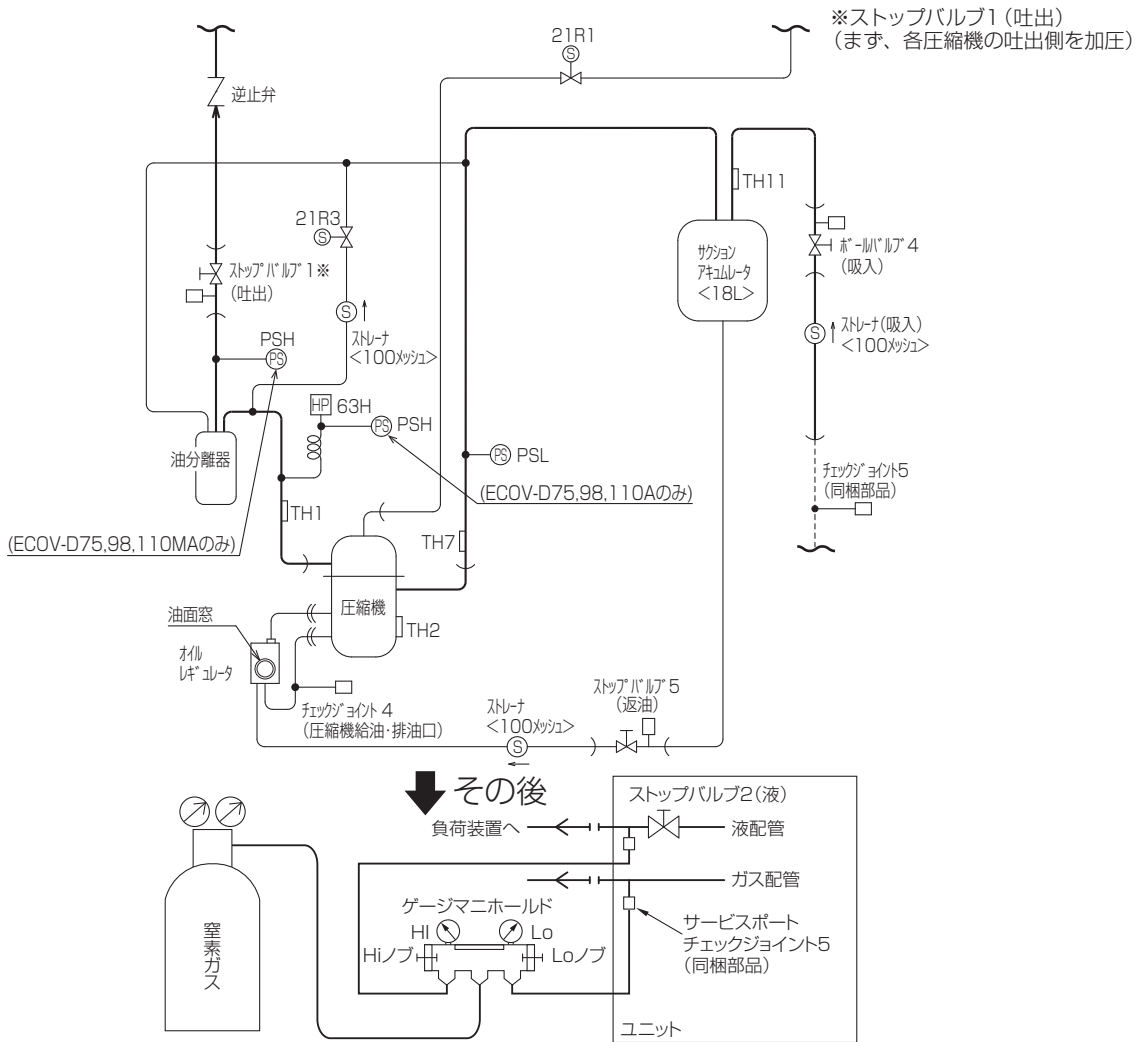 ※ストップバルブ1(吐出)
(まず、各圧縮機の吐出側を加圧)
21R1
S
逆止弁
TH11
21R3
S
サクション
アキュムレータ
<18L>
ボールバルブ4
(吸入)
ストップバルブ1※
(吐出)
S
ストレーナ
<100メッシュ>
S
ストレーナ(吸入)
<100メッシュ>
PSH
PS
HP
63H
PS
PSH
PS
PSL
油分離器
チェックジョイント5
(同梱部品)
(ECOV-D75,98,110Aのみ)
TH1
(ECOV-D75,98,110MAのみ)
TH7
圧縮機
油面窓
TH2
オイル
レギュレータ
チェックジョイント4
(圧縮機給油・排油口)
ストレーナ
<100メッシュ>
S
ストップバルブ5
(返油)
その後
ストップバルブ2(液)
負荷装置へ
液配管
ガス配管
ゲージマニホールド
HI
Lo
Hiノブ
Loノブ
サービスポート
チェックジョイント5
(同梱部品)
窒素ガス
ユニット